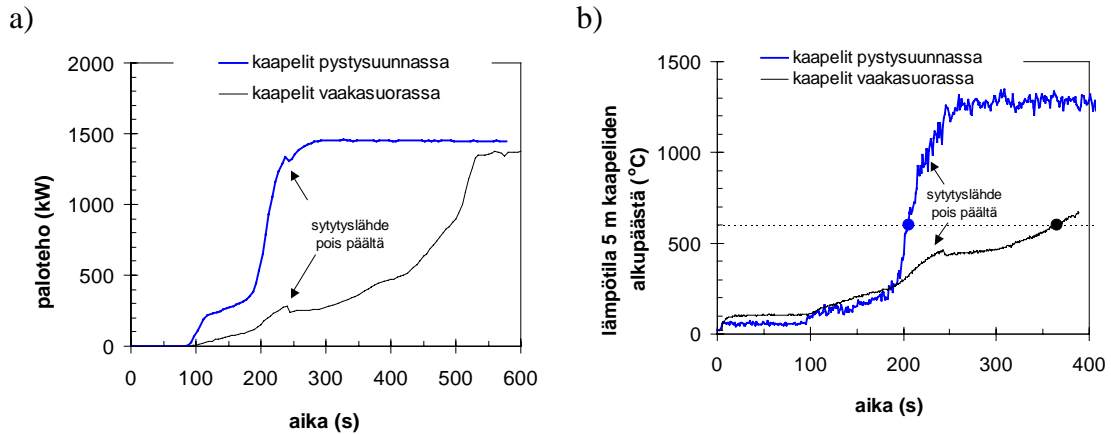 a)
kaapelit pystysuunnassa
kaapelit vaakasuorassa
2000
1500
1000
500
0
paloteho (kW)
sytytyslähde
pois päältä
0 100 200 300 400 500 600
aika (s)
b)
kaapelit pystysuunnassa
kaapelit vaakasuorassa
1500
1000
500
0
lämpötila 5 m kaapeliden
alkupäästä (°C)
sytytyslähde
pois päältä
0 100 200 300 400
aika (s)